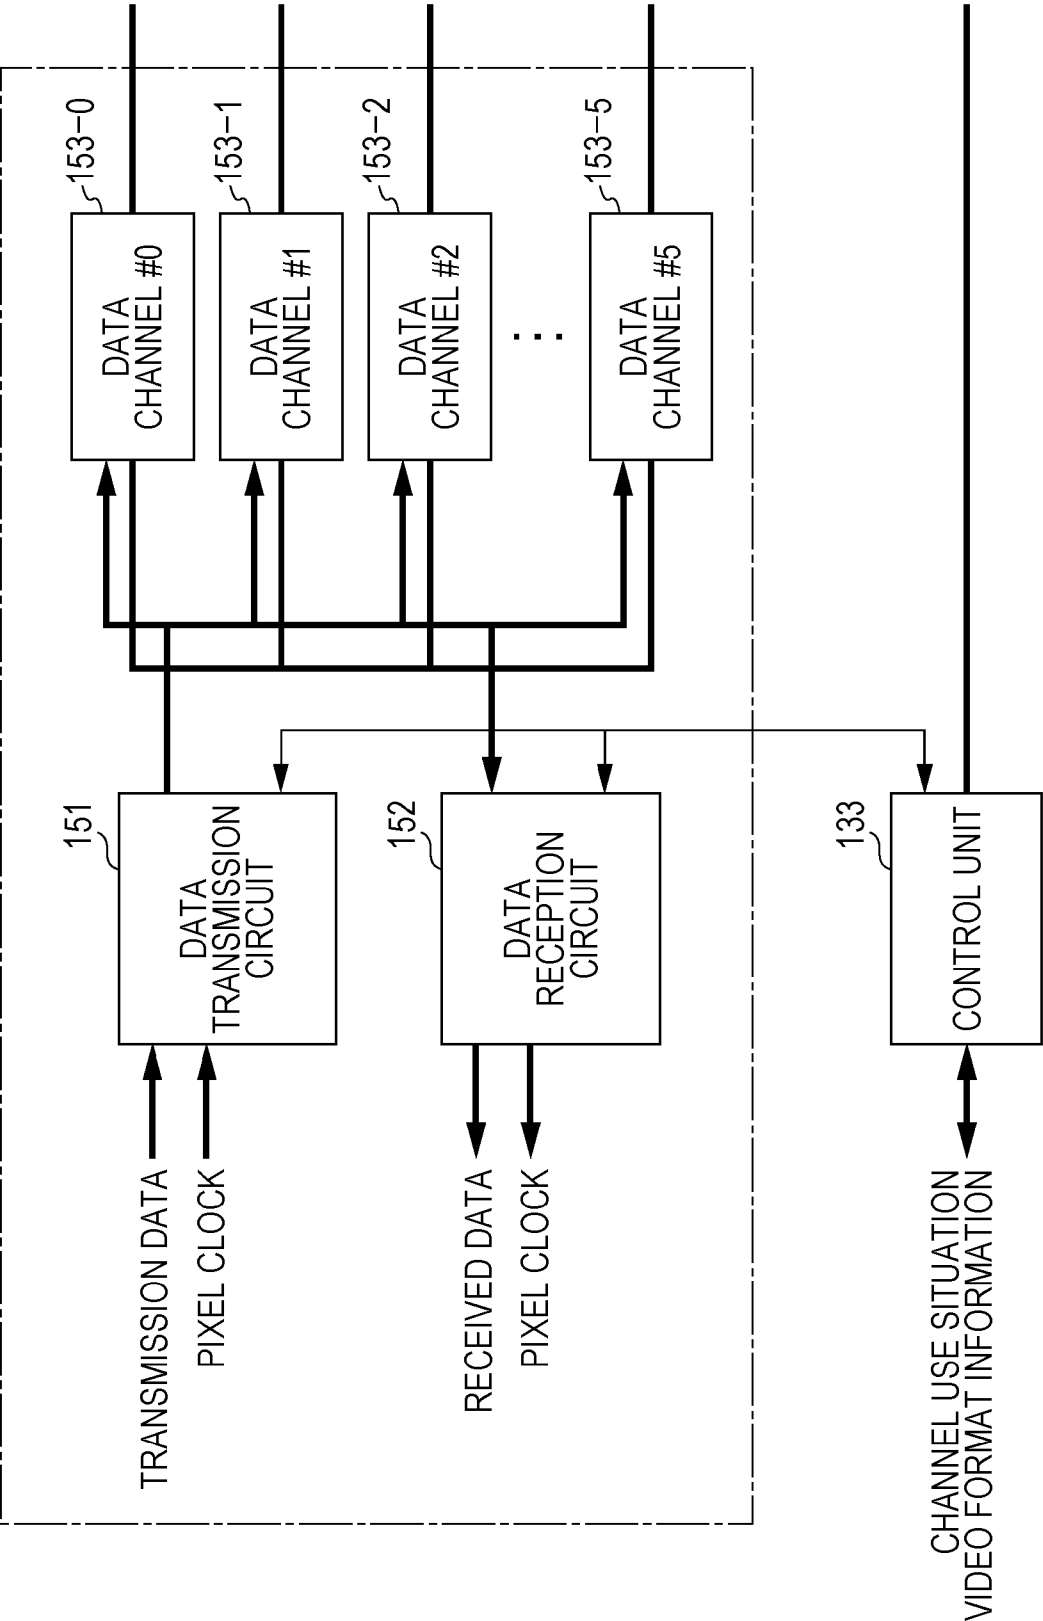 TRANSMISSION DATA
PIXEL CLOCK
151
DATA
TRANSMISSION
CIRCUIT
153-0
DATA
CHANNEL #0
153-1
DATA
CHANNEL #1
153-2
DATA
CHANNEL #2
...
153-5
DATA
CHANNEL #5
RECEIVED DATA
PIXEL CLOCK
152
DATA
RECEPTION
CIRCUIT
CHANNEL USE SITUATION
VIDEO FORMAT INFORMATION
133
CONTROL UNIT